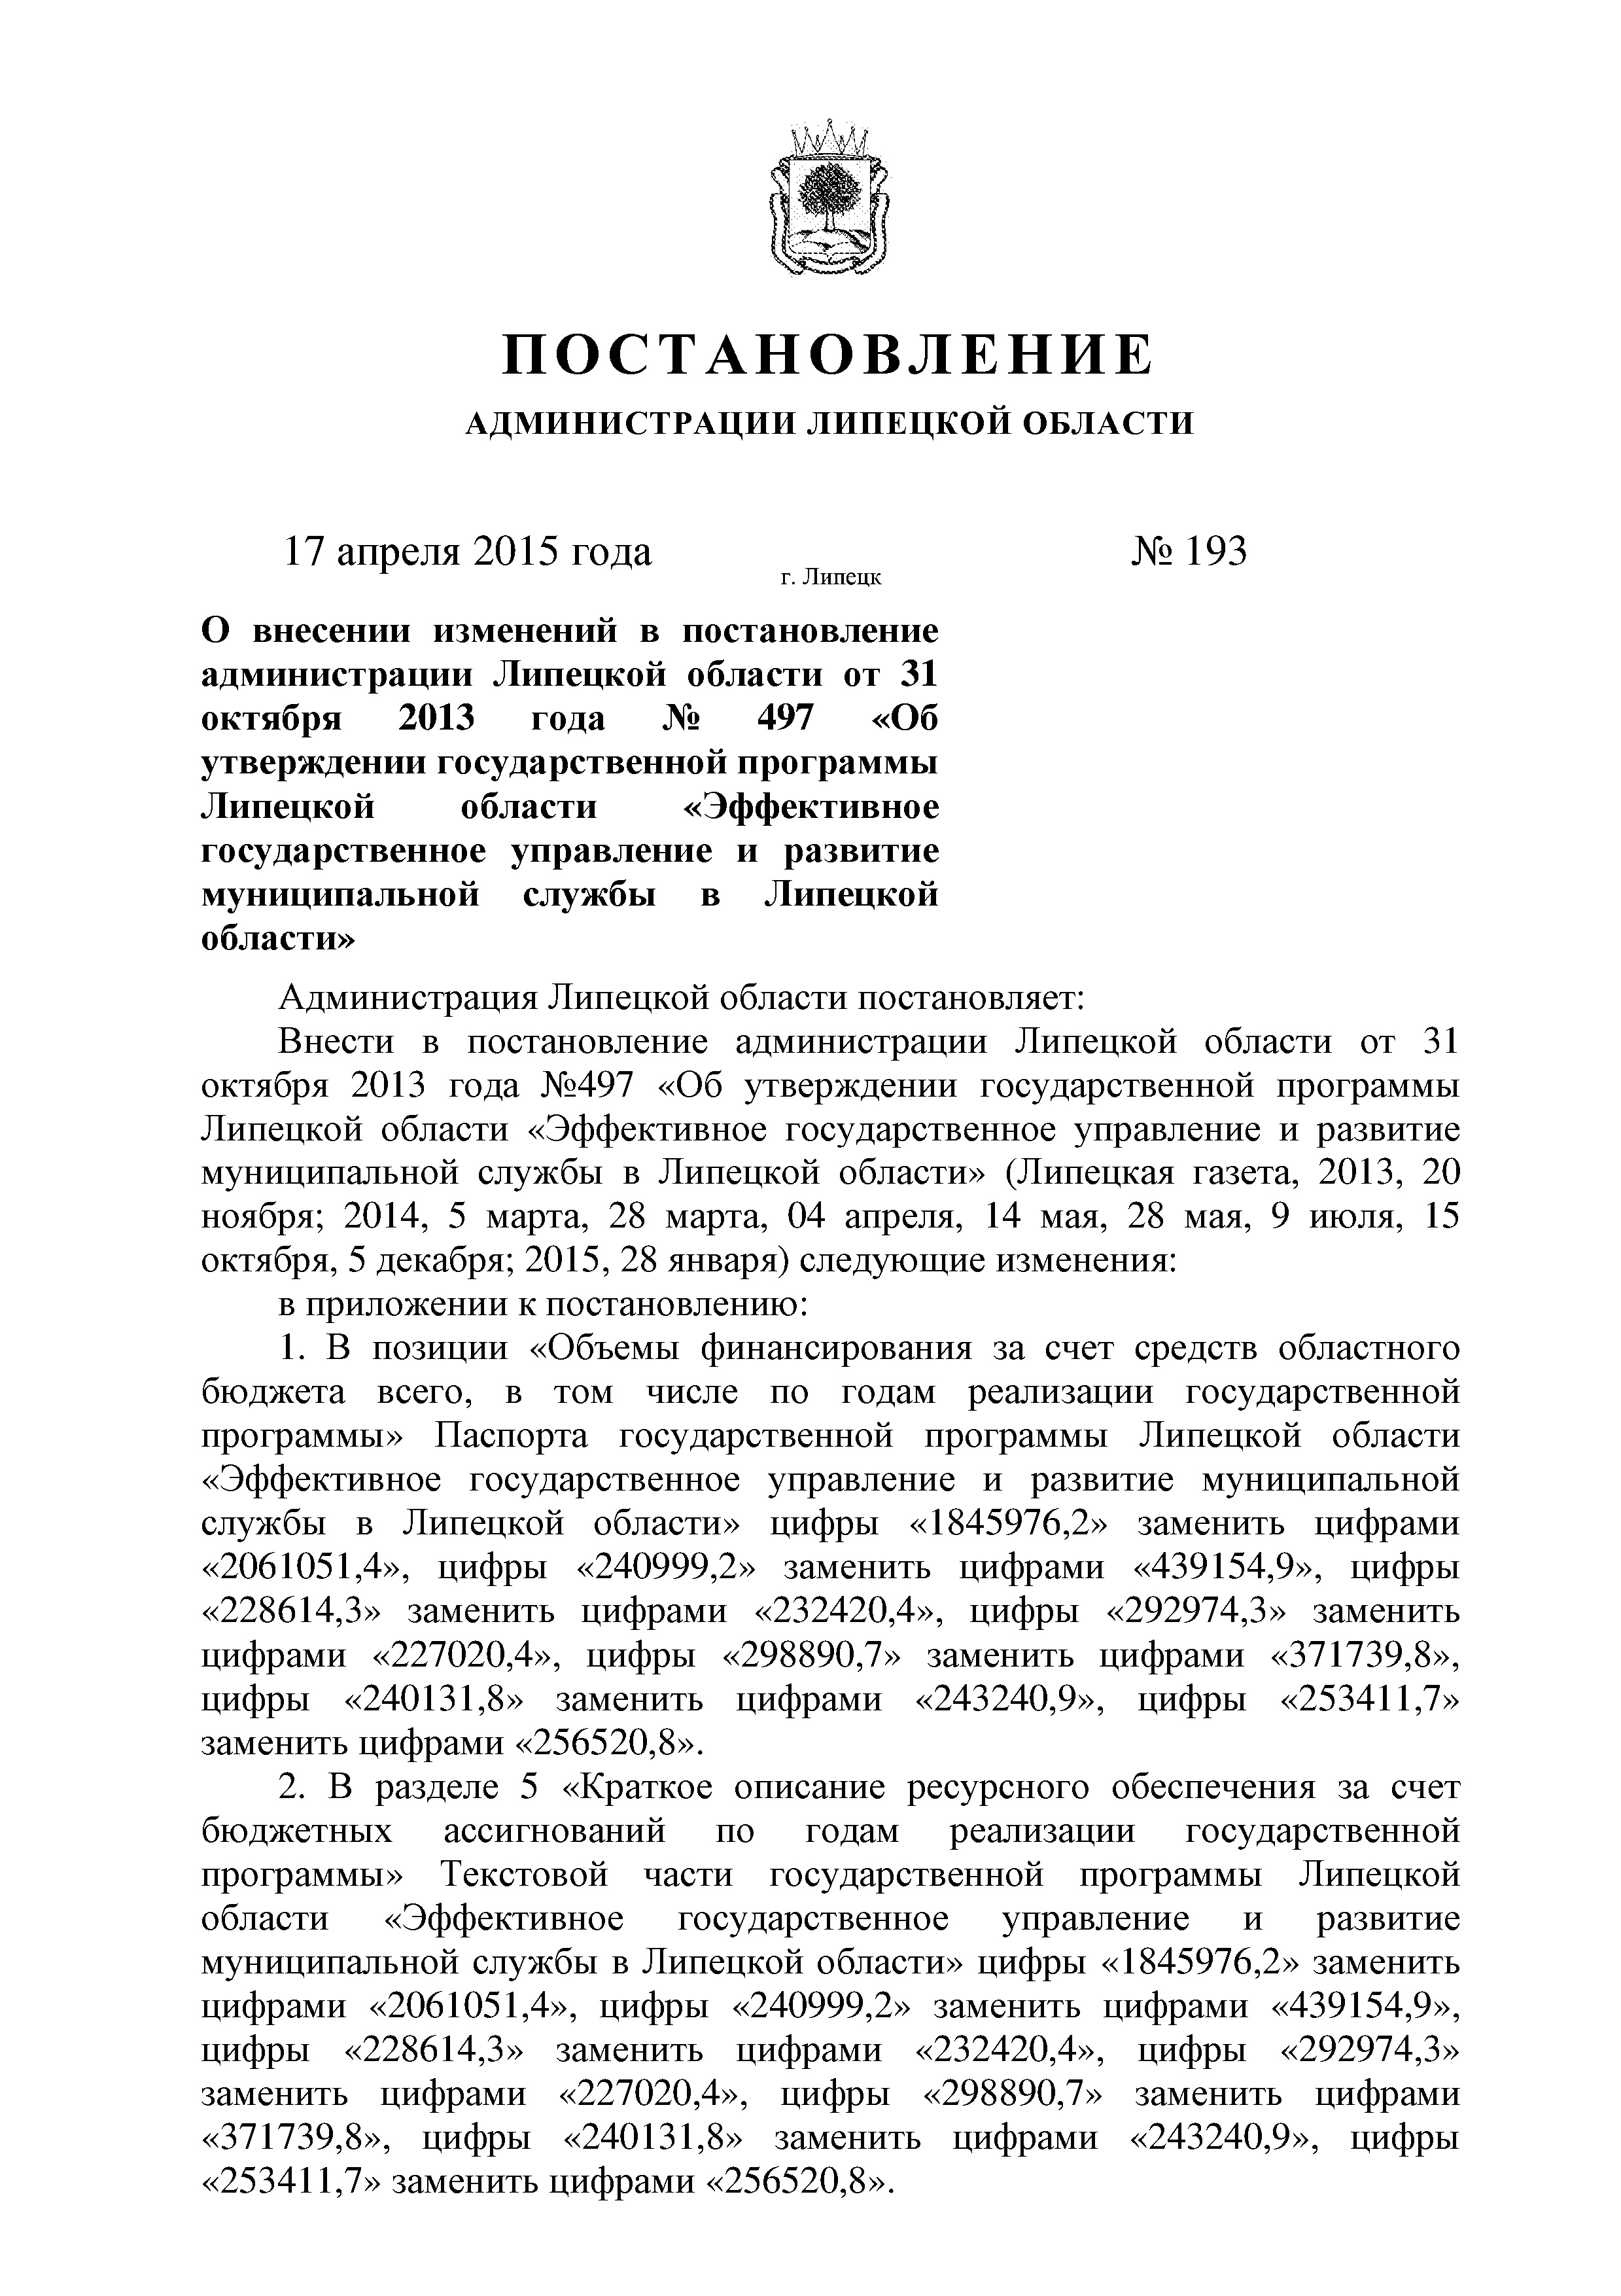 ПОСТАНОВЛЕНИЕ
АДМИНИСТРАЦИИ ЛИПЕЦКОЙ ОБЛАСТИ
17 апреля 2015 года № 193
г. Липецк
О внесении изменений в постановление
администрации Липецкой области от 31
октября 2013 года № 497 «Об
утверждении государственной программы
Липецкой области «Эффективное
государственное управление и развитие
муниципальной службы в Липецкой
области»
Администрация Липецкой области постановляет:
Внести в постановление администрации Липецкой области от 31
октября 2013 года №497 «Об утверждении государственной программы
Липецкой области «Эффективное государственное управление и развитие
муниципальной службы в Липецкой области» (Липецкая газета, 2013, 20
ноября; 2014, 5 марта, 28 марта, 04 апреля, 14 мая, 28 мая, 9 июля, 15
октября, 5 декабря; 2015, 28 января) следующие изменения:
в приложении к постановлению:
1. В позиции «Объемы финансирования за счет средств областного
бюджета всего, в том числе по годам реализации государственной
программы» Паспорта государственной программы Липецкой области
«Эффективное государственное управление и развитие муниципальной
службы в Липецкой области» цифры «1845976,2» заменить цифрами
«2061051,4», цифры «240999,2» заменить цифрами «439154,9», цифры
«228614,3» заменить цифрами «232420,4», цифры «292974,3» заменить
цифрами «227020,4», цифры «298890,7» заменить цифрами «371739,8»,
цифры «240131,8» заменить цифрами «243240,9», цифры «253411,7»
заменить цифрами «256520,8».
2. В разделе 5 «Краткое описание ресурсного обеспечения за счет
бюджетных ассигнований по годам реализации государственной
программы» Текстовой части государственной программы Липецкой
области «Эффективное государственное управление и развитие
муниципальной службы в Липецкой области» цифры «1845976,2» заменить
цифрами «2061051,4», цифры «240999,2» заменить цифрами «439154,9»,
цифры «228614,3» заменить цифрами «232420,4», цифры «292974,3»
заменить цифрами «227020,4», цифры «298890,7» заменить цифрами
«371739,8», цифры «240131,8» заменить цифрами «243240,9», цифры
«253411,7» заменить цифрами «256520,8».